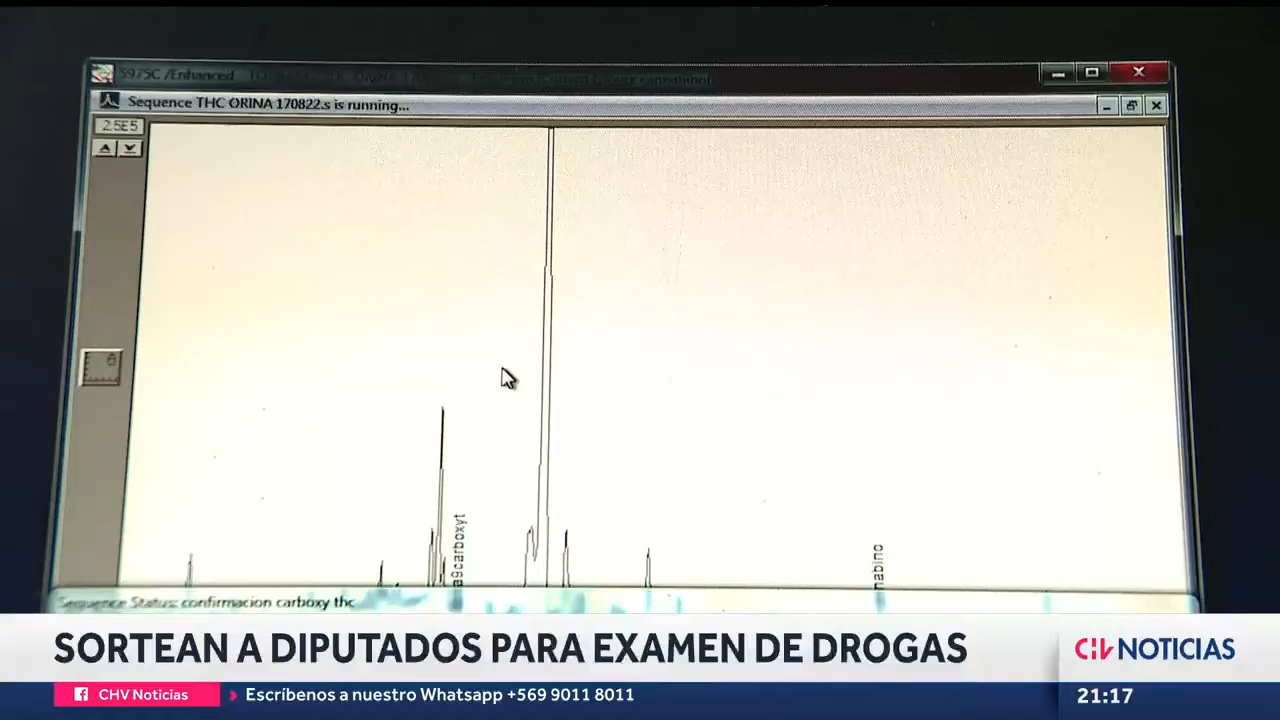 5975C /Enhanced
Sequence THC ORINA 170822.s is running...
2.5E5
a9carboxyt
nabino
Sequence Status: confirmacion carboxy thc
SORTEAN A DIPUTADOS PARA EXAMEN DE DROGAS
CHV NOTICIAS
CHV Noticias
Escríbenos a nuestro Whatsapp +569 9011 8011
21:17